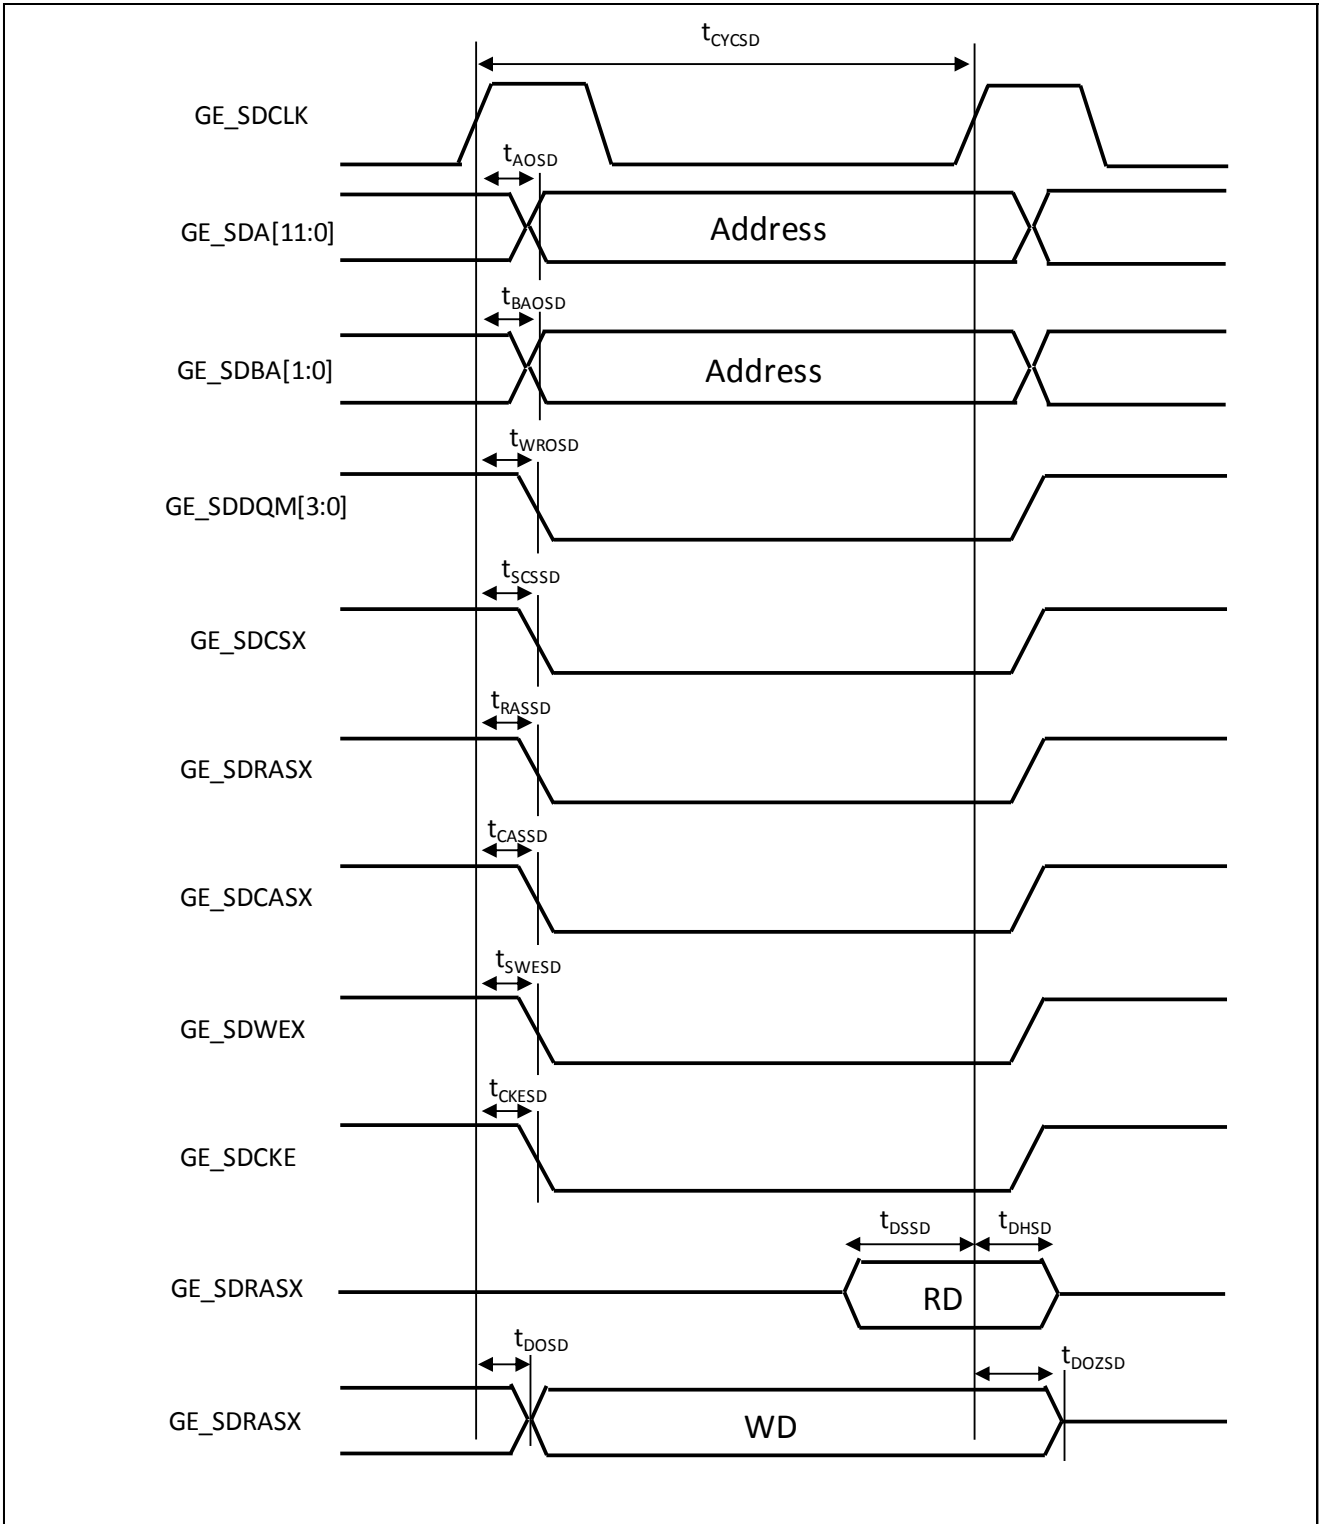 tCYCSD
GE_SDCLK
tAOSD
GE_SDA[11:0]
Address
tBAOSD
GE_SDBA[1:0]
Address
tWROSD
GE_SDDQM[3:0]
tSCSSD
GE_SDCSX
tRASSD
GE_SDRASX
tCASSD
GE_SDCASX
tSWESD
GE_SDWEX
tCKESD
GE_SDCKE
tDSSD tDHSD
GE_SDRASX
RD
tDOSD
tDOZSD
GE_SDRASX
WD